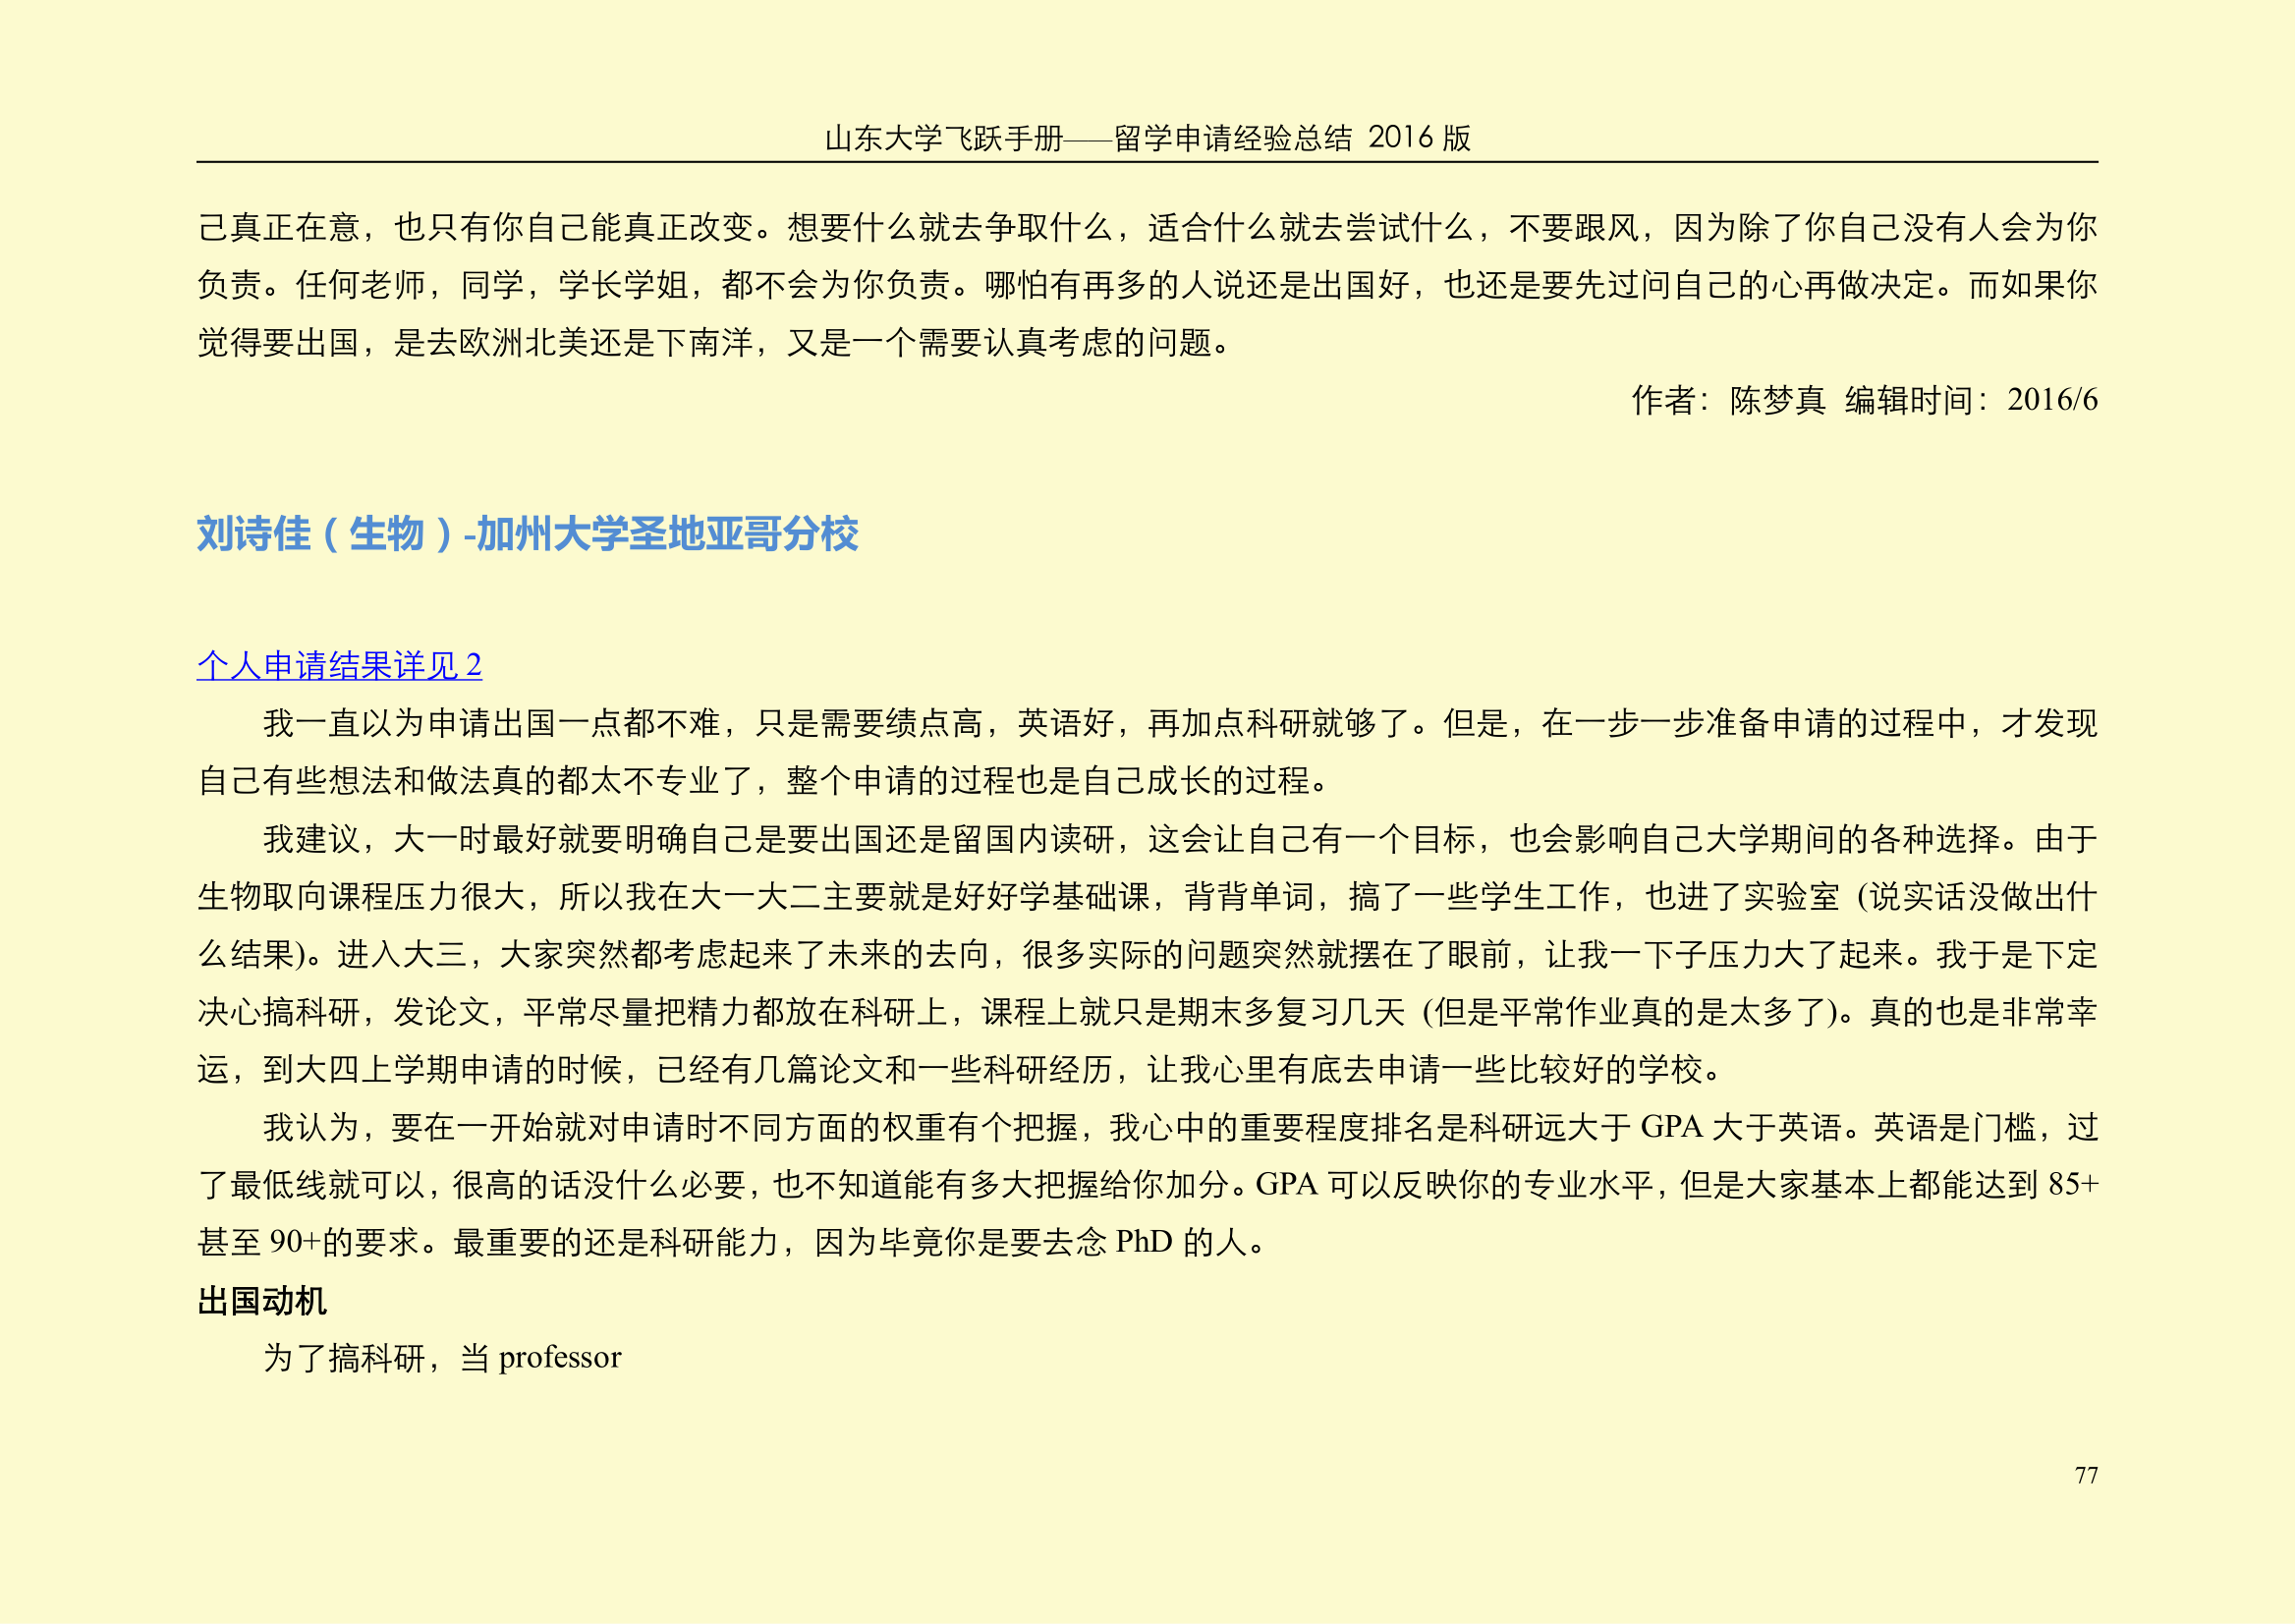 山东大学飞跃手册——留学申请经验总结 2016 版
己真正在意，也只有你自己能真正改变。想要什么就去争取什么，适合什么就去尝试什么，不要跟风，因为除了你自己没有人会为你
负责。任何老师，同学，学长学姐，都不会为你负责。哪怕有再多的人说还是出国好，也还是要先过问自己的心再做决定。而如果你
觉得要出国，是去欧洲北美还是下南洋，又是一个需要认真考虑的问题。
作者：陈梦真 编辑时间：2016/6
刘诗佳（生物）-加州大学圣地亚哥分校
个人申请结果详见 2
我一直以为申请出国一点都不难，只是需要绩点高，英语好，再加点科研就够了。但是，在一步一步准备申请的过程中，才发现
自己有些想法和做法真的都太不专业了，整个申请的过程也是自己成长的过程。
我建议，大一时最好就要明确自己是要出国还是留国内读研，这会让自己有一个目标，也会影响自己大学期间的各种选择。由于
生物取向课程压力很大，所以我在大一大二主要就是好好学基础课，背背单词，搞了一些学生工作，也进了实验室 (说实话没做出什
么结果)。进入大三，大家突然都考虑起来了未来的去向，很多实际的问题突然就摆在了眼前，让我一下子压力大了起来。我于是下定
决心搞科研，发论文，平常尽量把精力都放在科研上，课程上就只是期末多复习几天 (但是平常作业真的是太多了)。真的也是非常幸
运，到大四上学期申请的时候，已经有几篇论文和一些科研经历，让我心里有底去申请一些比较好的学校。
我认为，要在一开始就对申请时不同方面的权重有个把握，我心中的重要程度排名是科研远大于 GPA 大于英语。英语是门槛，过
了最低线就可以，很高的话没什么必要，也不知道能有多大把握给你加分。GPA 可以反映你的专业水平，但是大家基本上都能达到 85+
甚至 90+的要求。最重要的还是科研能力，因为毕竟你是要去念 PhD 的人。
出国动机
为了搞科研，当 professor
77